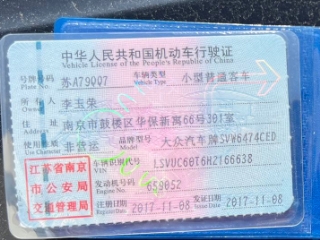 中华人民共和国机动车行驶证
Vehicle License of the People's Republic of China
号牌号码 Plate No. 苏A790Q7 车辆类型 Vehicle Type 小型普通客车
所有人 Owner 李玉荣
住址 Address 南京市鼓楼区华保新寓66号301室
使用性质 Use Character 非营运 品牌型号 Model 大众汽车牌SVW6474CED
江苏省南京市公安局交通管理局
车辆识别代号 VIN LSVUC60T6H2166638
发动机号码 Engine No. 659052
注册日期 Register Date 2017-11-08 发证日期 Issue Date 2017-11-08